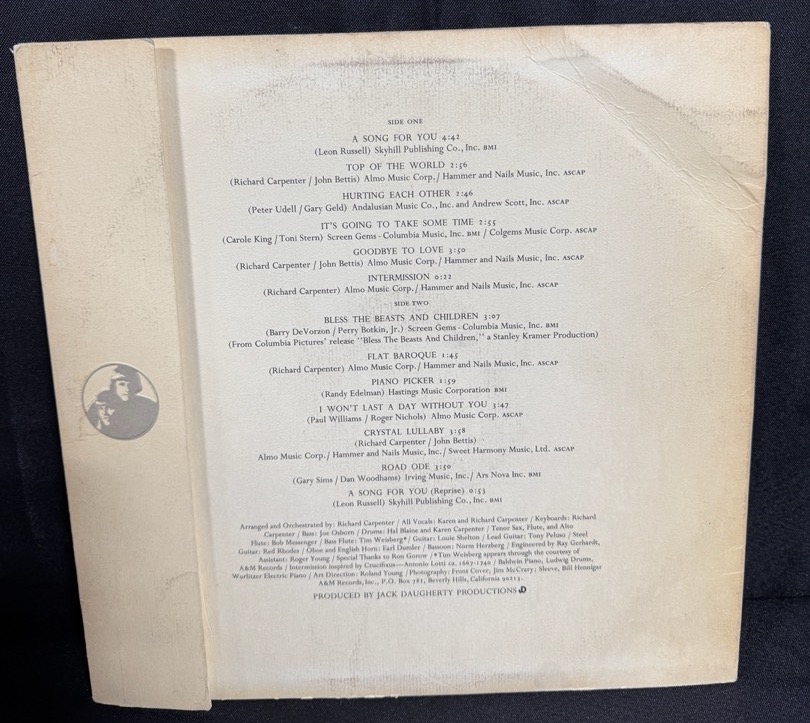 SIDE ONE
A SONG FOR YOU 4:42
(Leon Russell) Skyhill Publishing Co., Inc. BMI
TOP OF THE WORLD 2:56
(Richard Carpenter / John Bettis) Almo Music Corp. / Hammer and Nails Music, Inc. ASCAP
HURTING EACH OTHER 2:46
(Peter Udell / Gary Geld) Andalusian Music Co., Inc. and Andrew Scott, Inc. ASCAP
IT'S GOING TO TAKE SOME TIME 2:55
(Carole King / Toni Stern) Screen Gems - Columbia Music, Inc. BMI / Colgems Music Corp. ASCAP
GOODBYE TO LOVE 3:50
(Richard Carpenter / John Bettis) Almo Music Corp. / Hammer and Nails Music, Inc. ASCAP
INTERMISSION 0:22
(Richard Carpenter) Almo Music Corp. / Hammer and Nails Music, Inc. ASCAP
SIDE TWO
BLESS THE BEASTS AND CHILDREN 3:07
(Barry DeVorzon / Perry Botkin, Jr.) Screen Gems - Columbia Music, Inc. BMI
(From Columbia Pictures' release "Bless The Beasts And Children," a Stanley Kramer Production)
FLAT BAROQUE 1:45
(Richard Carpenter) Almo Music Corp. / Hammer and Nails Music, Inc. ASCAP
PIANO PICKER 1:59
(Randy Edelman) Hastings Music Corporation BMI
I WON'T LAST A DAY WITHOUT YOU 3:47
(Paul Williams / Roger Nichols) Almo Music Corp. ASCAP
CRYSTAL LULLABY 3:58
(Richard Carpenter / John Bettis)
Almo Music Corp. / Hammer and Nails Music, Inc. / Sweet Harmony Music, Ltd. ASCAP
ROAD ODE 3:50
(Gary Sims / Dan Woodhams) Irving Music, Inc. / Ars Nova Inc. BMI
A SONG FOR YOU (Reprise) 0:53
(Leon Russell) Skyhill Publishing Co., Inc. BMI
Arranged and Orchestrated by: Richard Carpenter / All Vocals: Karen and Richard Carpenter / Keyboards: Richard
Carpenter / Bass: Joe Osborn / Drums: Hal Blaine and Karen Carpenter / Tenor Sax, Flute, and Alto
Flute: Bob Messenger / Bass Flute: Tim Weisberg* / Guitar: Louie Shelton / Lead Guitar: Tony Peluso / Steel
Guitar: Red Rhodes / Oboe and English Horn: Earl Dumler / Bassoon: Norm Herzberg / Engineered by Ray Gerhardt,
Assistant: Roger Young / Special Thanks to Ron Gorow / *Tim Weisberg appears through the courtesy of
A&M Records / Intermission inspired by Crucifixus—Antonio Lotti ca. 1667-1740 / Baldwin Piano, Ludwig Drums,
Wurlitzer Electric Piano / Art Direction: Roland Young / Photography: Front Cover, Jim McCrary; Sleeve, Bill Hennigar
A&M Records, Inc., P.O. Box 782, Beverly Hills, California 90213.
PRODUCED BY JACK DAUGHERTY PRODUCTIONS